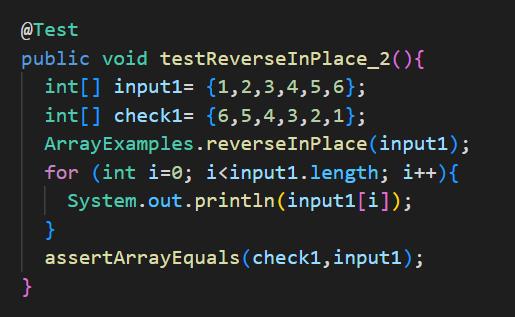 @Test
public void testReverseInPlace_2(){
  int[] input1= {1,2,3,4,5,6};
  int[] check1= {6,5,4,3,2,1};
  ArrayExamples.reverseInPlace(input1);
  for (int i=0; i<input1.length; i++){
    System.out.println(input1[i]);
  }
  assertArrayEquals(check1,input1);
}